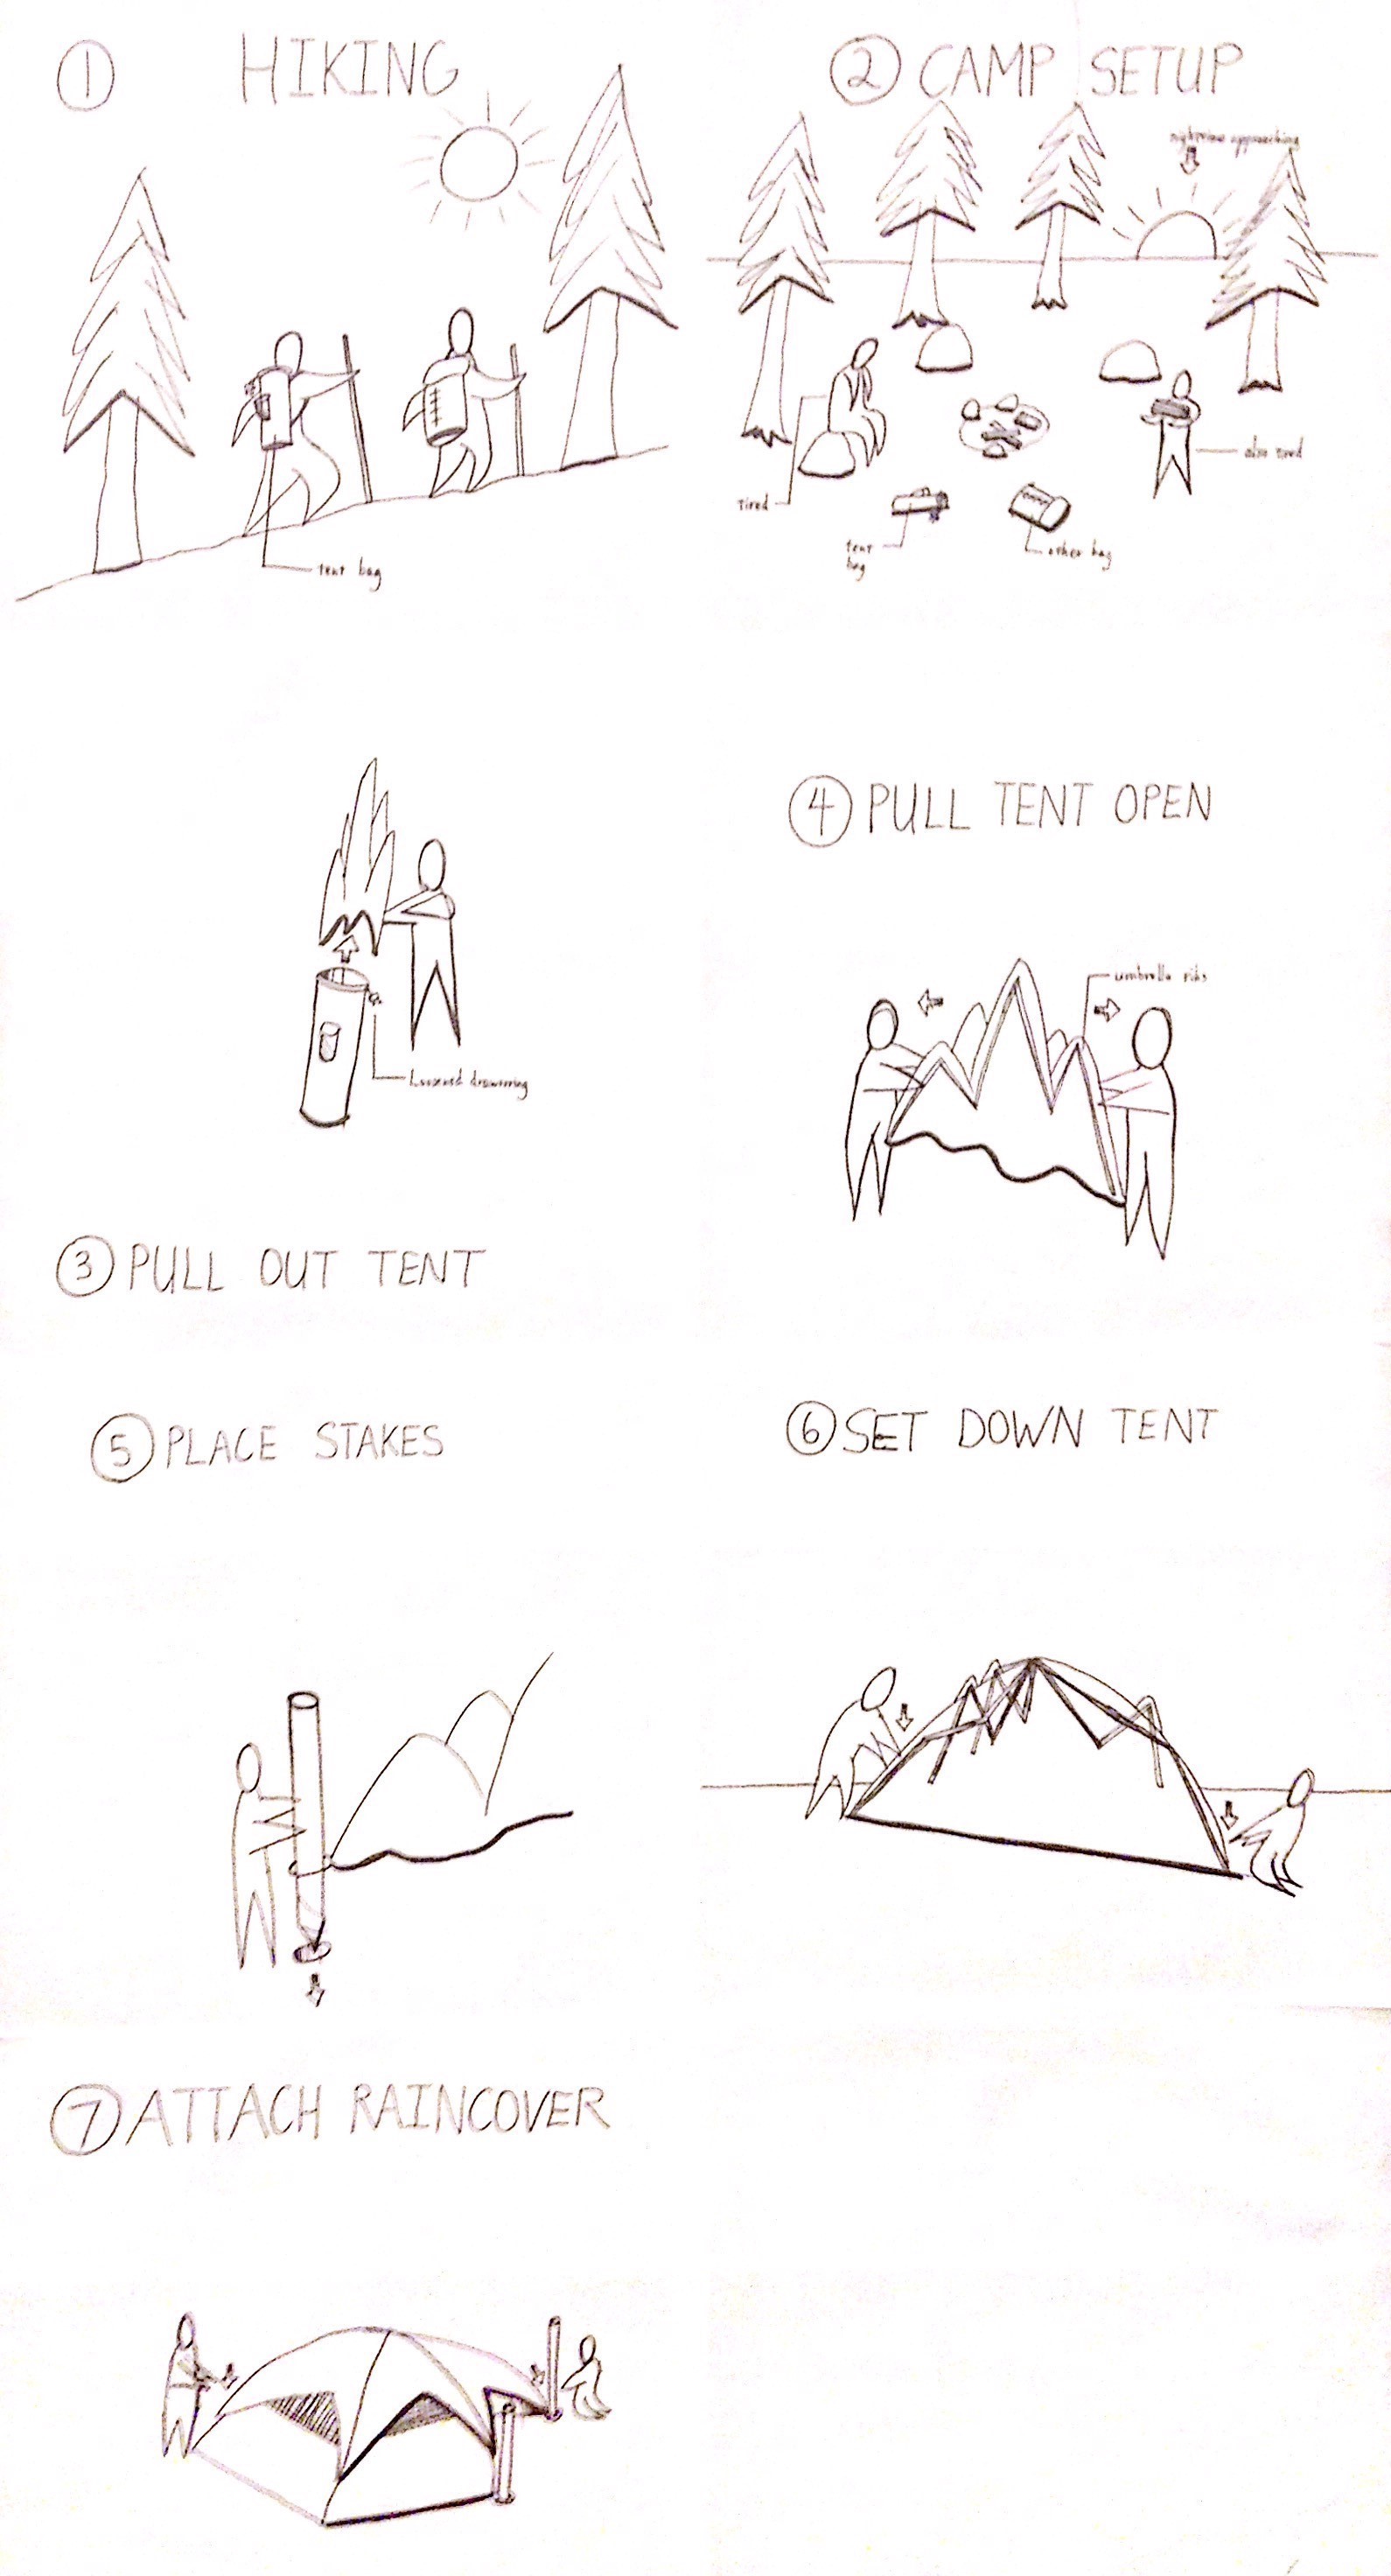 ① HIKING
tent bag
② CAMP SETUP
nighttime approaching
tired
also tired
tent
bag
other bag
③ PULL OUT TENT
Loosened drawstring
④ PULL TENT OPEN
umbrella ribs
⑤ PLACE STAKES
⑥ SET DOWN TENT
⑦ ATTACH RAINCOVER